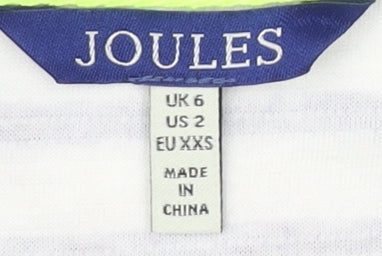 JOULES
UK 6
US 2
EU XXS
MADE
IN
CHINA